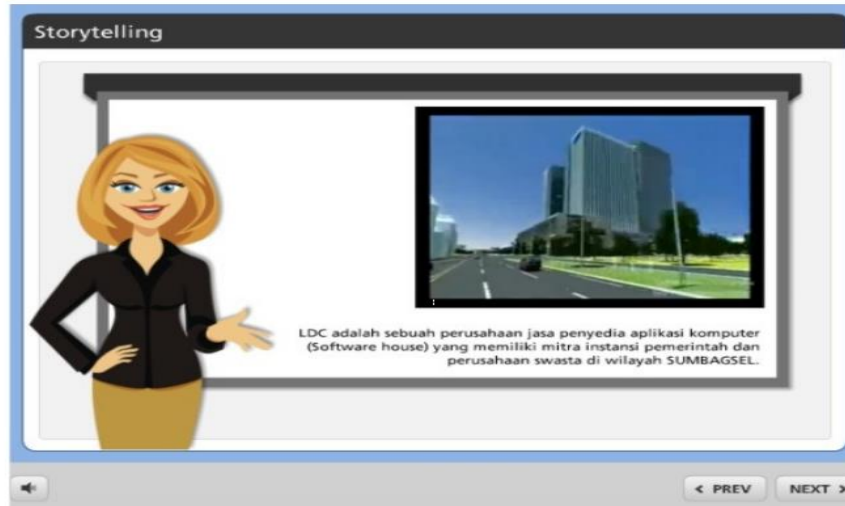 Storytelling
LDC adalah sebuah perusahaan jasa penyedia aplikasi komputer
(Software house) yang memiliki mitra instansi pemerintah dan
perusahaan swasta di wilayah SUMBAGSEL.
< PREV
NEXT >